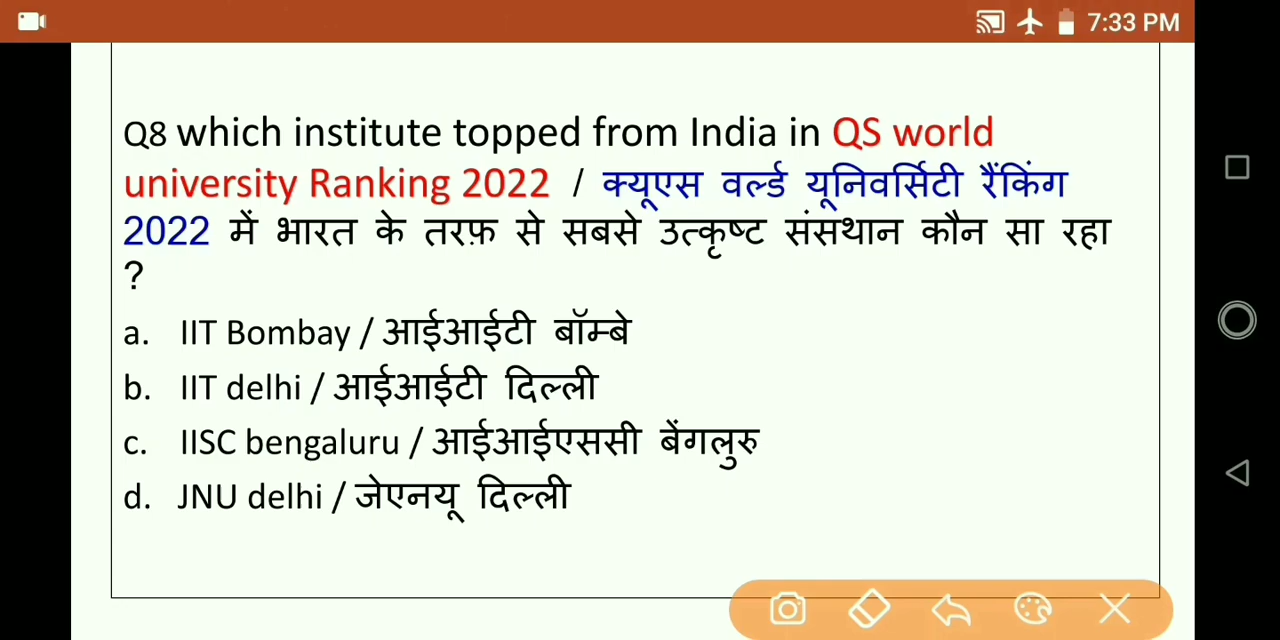 7:33 PM
Q8 which institute topped from India in QS world
university Ranking 2022 / क्यूएस वर्ल्ड यूनिवर्सिटी रैंकिंग
2022 में भारत के तरफ़ से सबसे उत्कृष्ट संसथान कौन सा रहा
?
a. IIT Bombay / आईआईटी बॉम्बे
b. IIT delhi / आईआईटी दिल्ली
c. IISC bengaluru / आईआईएससी बेंगलुरु
d. JNU delhi / जेएनयू दिल्ली